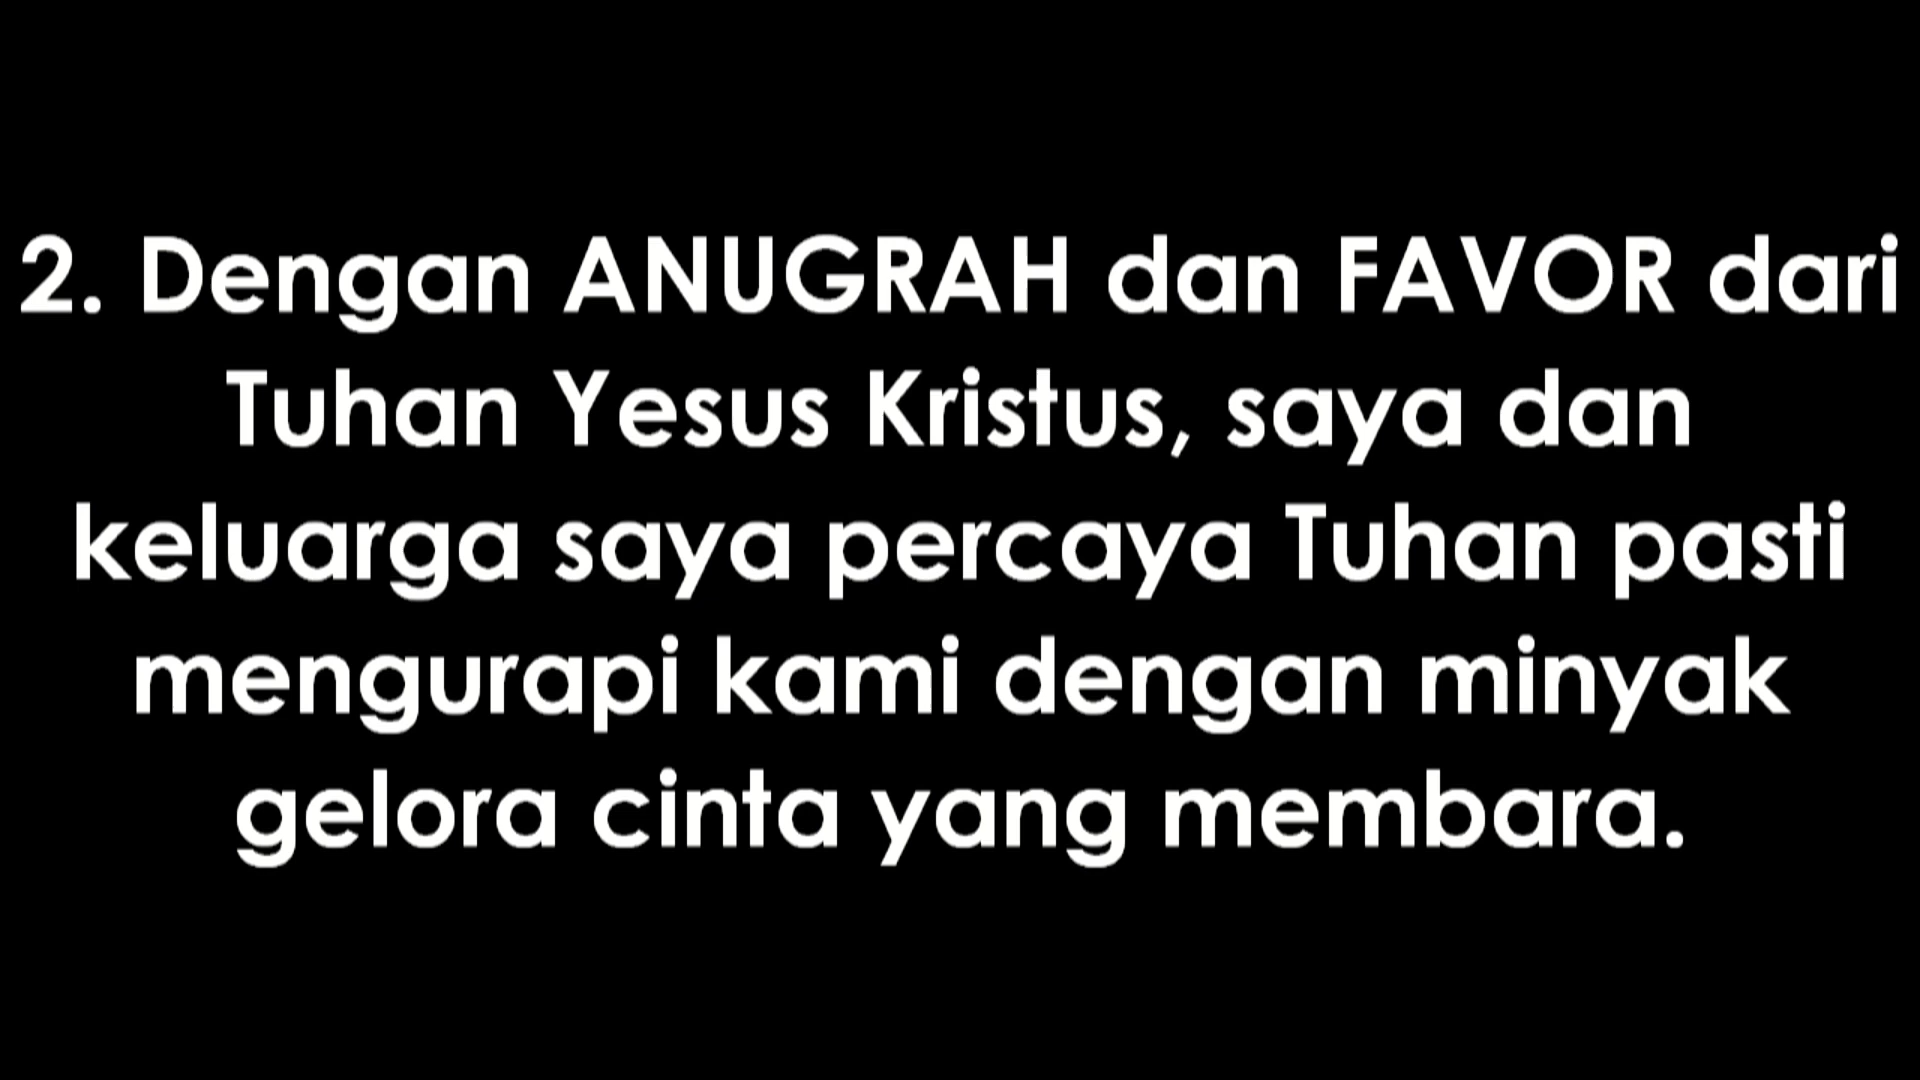 2. Dengan ANUGRAH dan FAVOR dari
Tuhan Yesus Kristus, saya dan
keluarga saya percaya Tuhan pasti
mengurapi kami dengan minyak
gelora cinta yang membara.